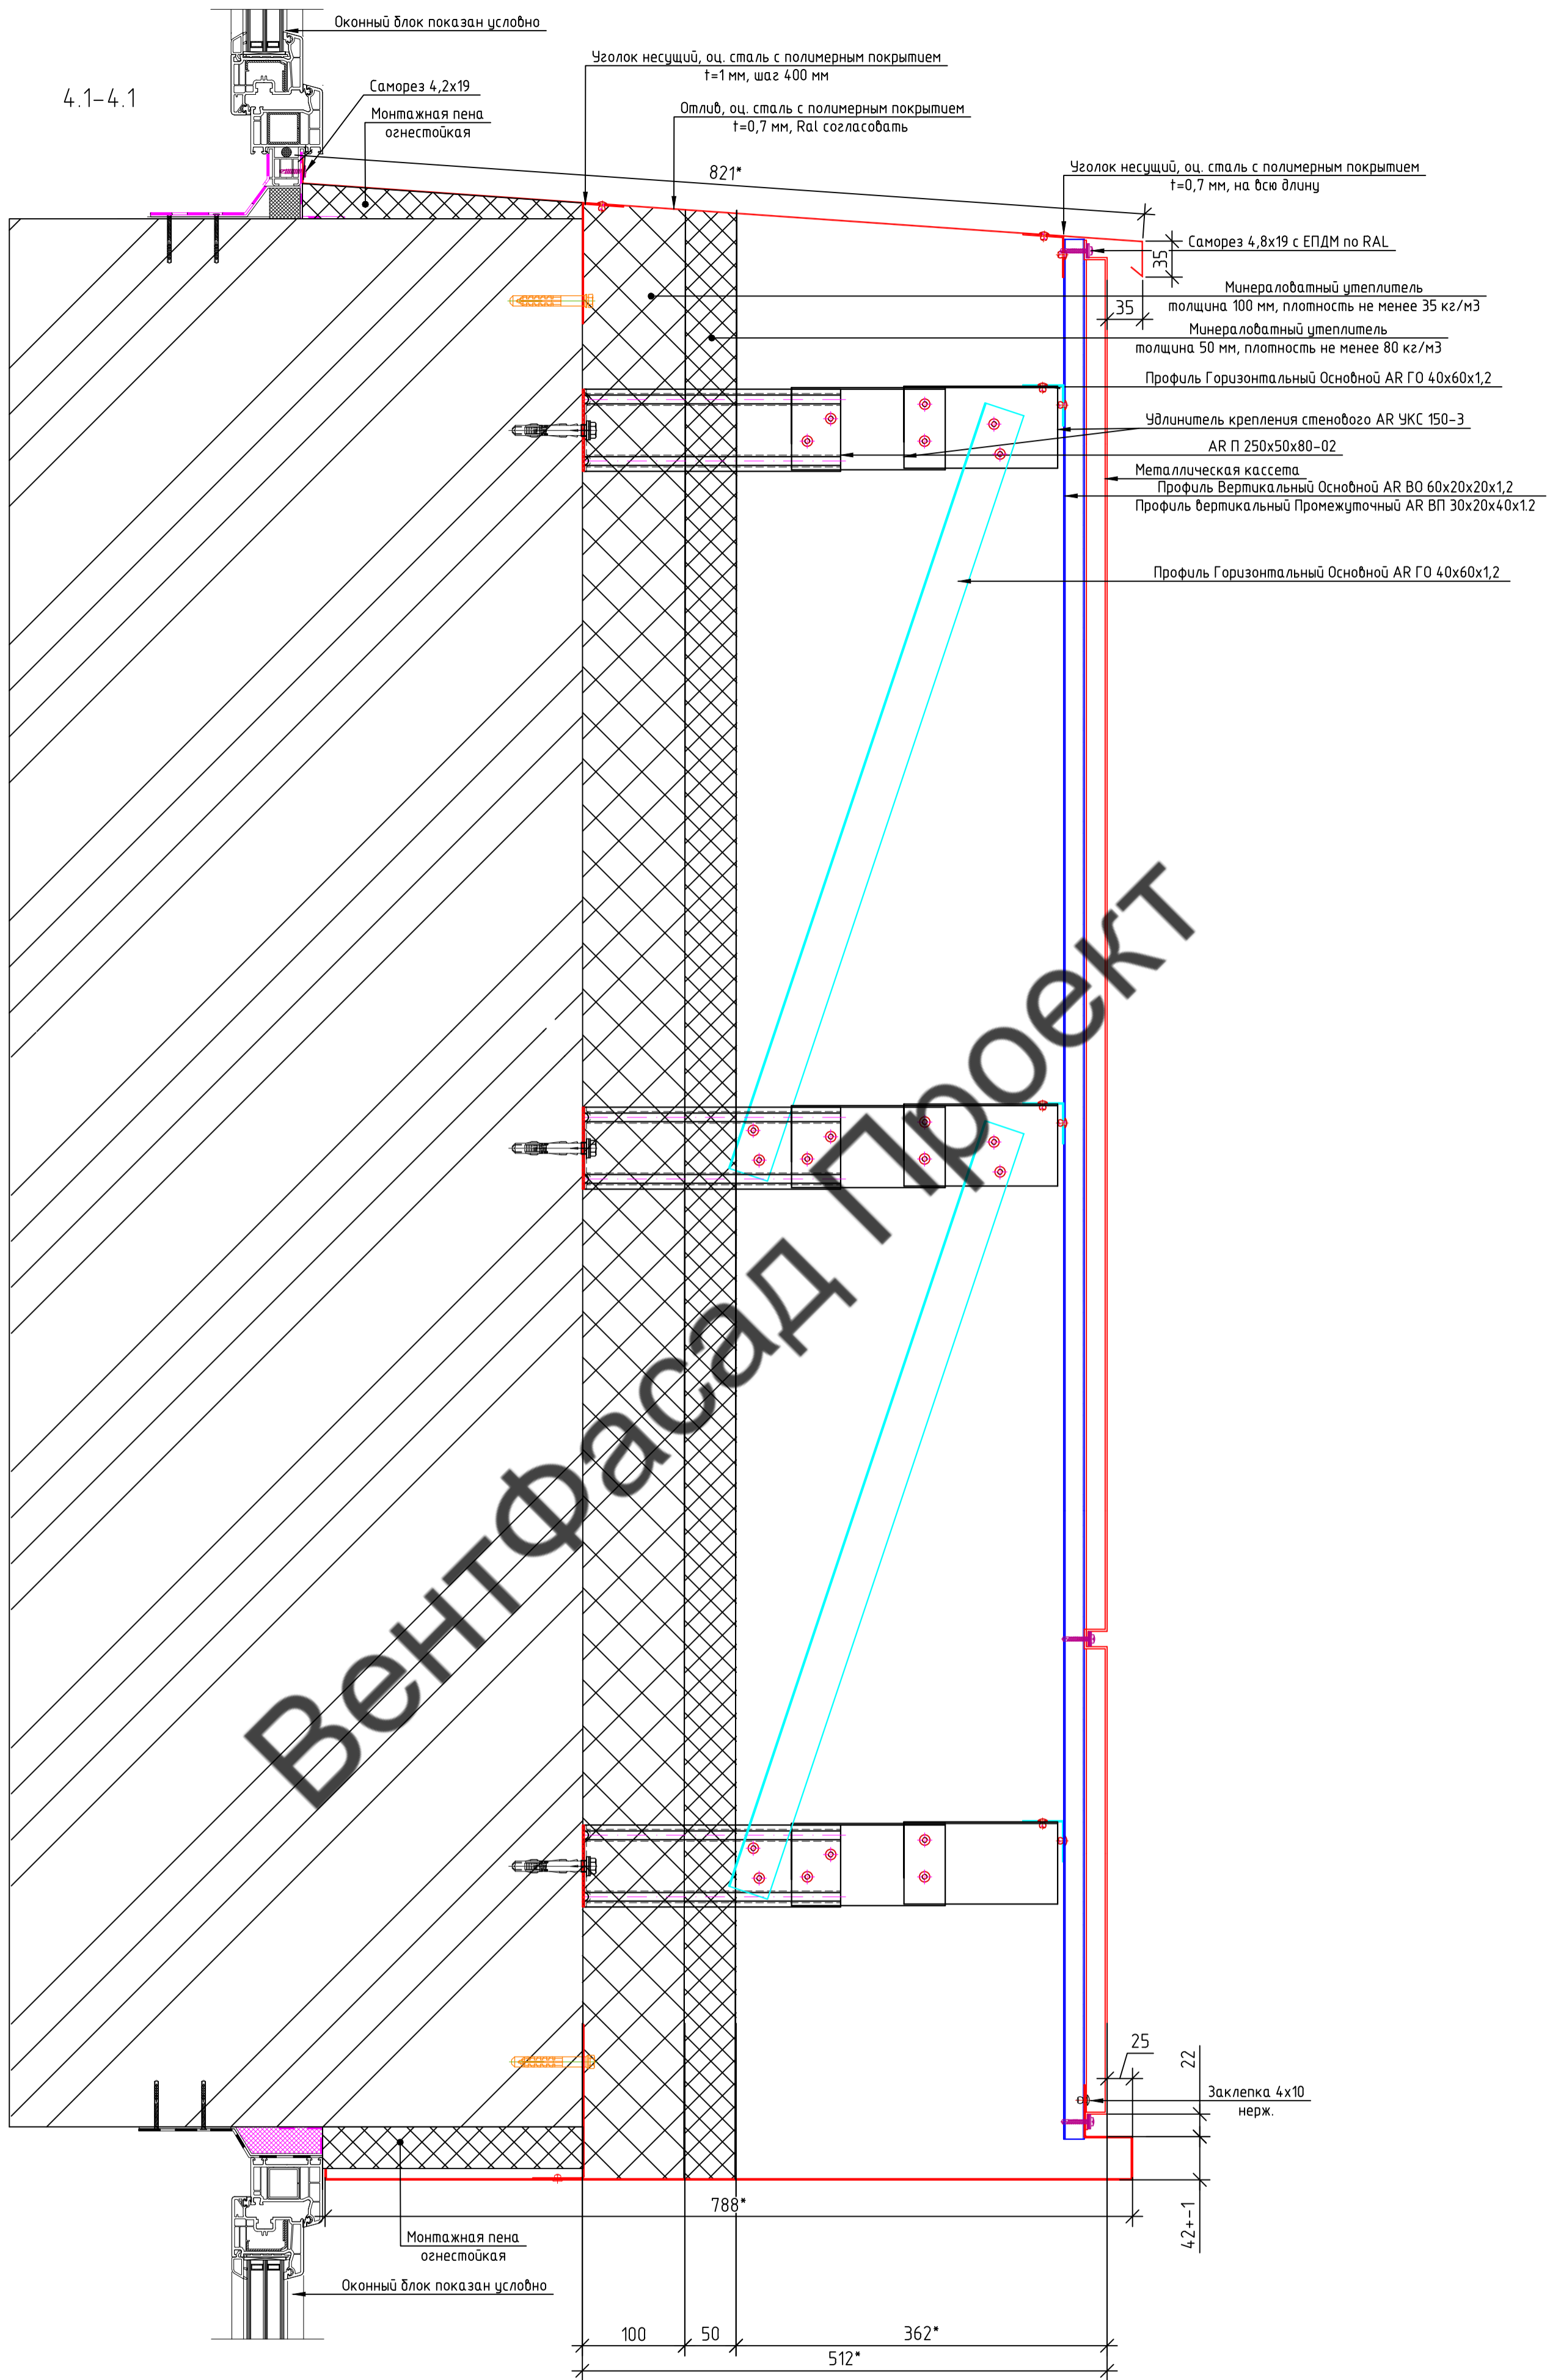 Оконный блок показан условно
4.1-4.1
Саморез 4,2х19
Монтажная пена
огнестойкая
Уголок несущий, оц. сталь с полимерным покрытием
t=1 мм, шаг 400 мм
Отлив, оц. сталь с полимерным покрытием
t=0,7 мм, Ral согласовать
821*
Уголок несущий, оц. сталь с полимерным покрытием
t=0,7 мм, на всю длину
Саморез 4,8х19 с ЕПДМ по RAL
35
35
Минераловатный утеплитель
толщина 100 мм, плотность не менее 35 кг/м3
Минераловатный утеплитель
толщина 50 мм, плотность не менее 80 кг/м3
Профиль Горизонтальный Основной AR ГО 40х60х1,2
Удлинитель крепления стенового AR УКС 150-3
AR П 250х50х80-02
Металлическая кассета
Профиль Вертикальный Основной AR ВО 60х20х20х1,2
Профиль вертикальный Промежуточный AR ВП 30х20х40х1.2
Профиль Горизонтальный Основной AR ГО 40х60х1,2
ВентФасад Проект
25
22
Заклепка 4х10
нерж.
42+-1
788*
Монтажная пена
огнестойкая
Оконный блок показан условно
100
50
362*
512*